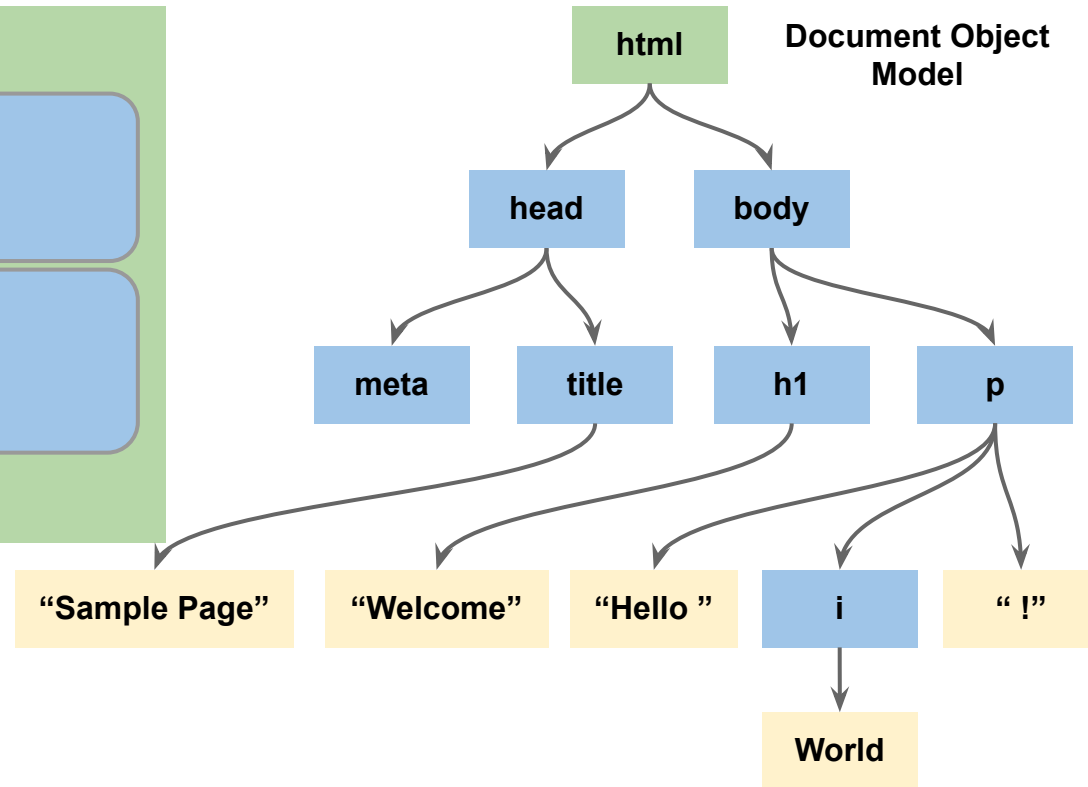 html
Document Object
Model
head
body
meta
title
h1
p
“Sample Page”
“Welcome”
“Hello ”
i
“ !”
World